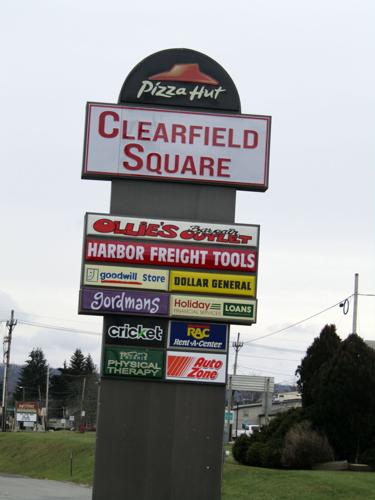 Pizza Hut
CLEARFIELD
SQUARE
OLLIE'S Bargain OUTLET
HARBOR FREIGHT TOOLS
goodwill Store
DOLLAR GENERAL
gordmans
Holiday
FINANCIAL SERVICES
LOANS
cricket
RAC
Rent-A-Center
PHYSICAL
THERAPY
Auto
Zone